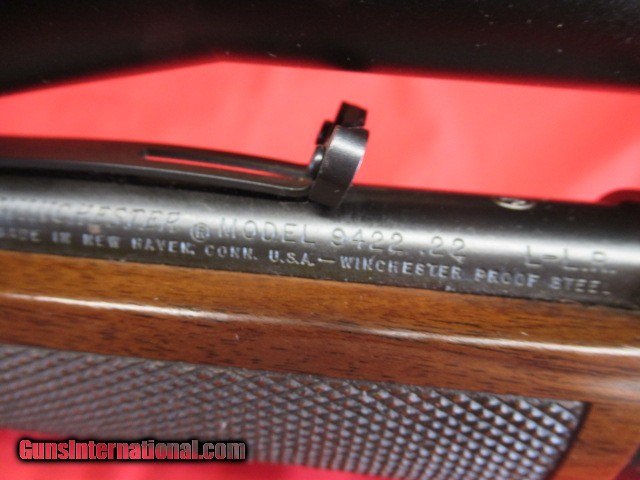 WINCHESTER ® MODEL 9422 .22 L-L.R.
MADE IN NEW HAVEN, CONN. U.S.A.—WINCHESTER PROOF STEEL
GunsInternational.com